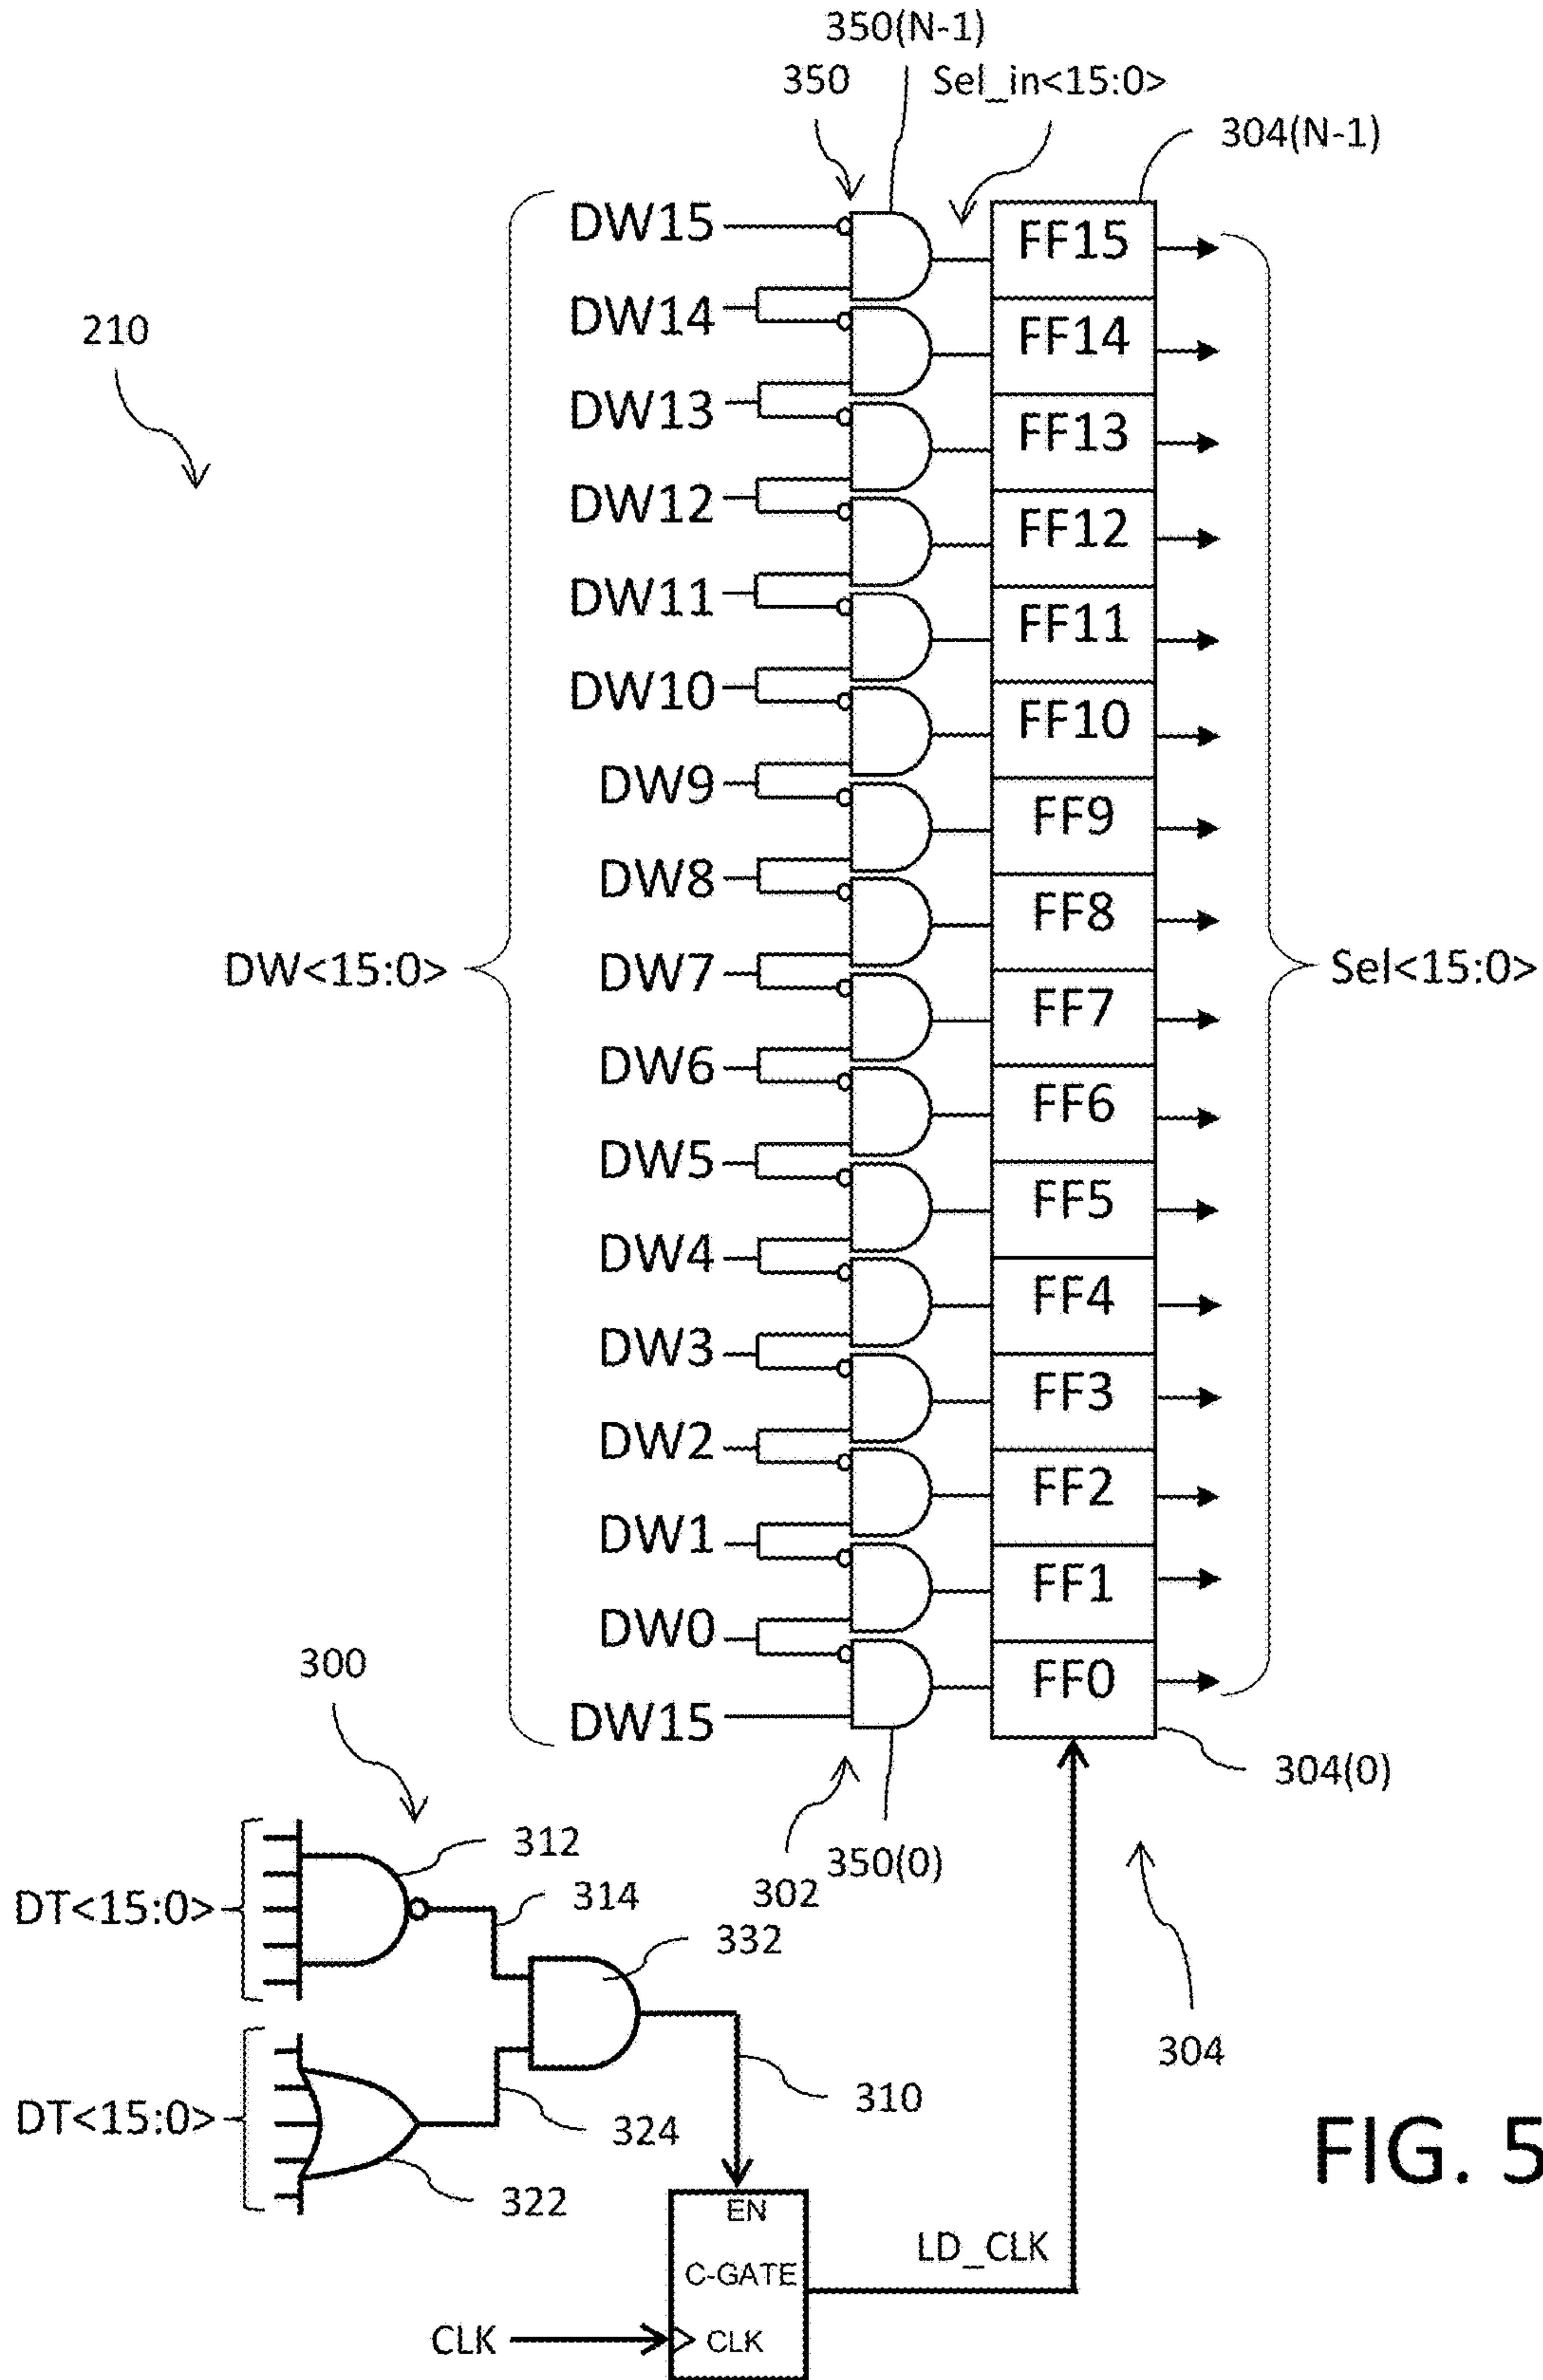 350(N-1)
350
Sel_in<15:0>
304(N-1)
210
DW15
FF15
DW14
FF14
DW13
FF13
DW12
FF12
DW11
FF11
DW10
FF10
DW9
FF9
DW8
FF8
DW<15:0>
DW7
Sel<15:0>
FF7
DW6
FF6
DW5
FF5
DW4
FF4
DW3
FF3
DW2
FF2
DW1
FF1
DW0
FF0
DW15
300
304(0)
312
350(0)
DT<15:0>
314
302
332
304
310
DT<15:0>
324
322
FIG. 5
EN
LD_CLK
C-GATE
CLK
CLK